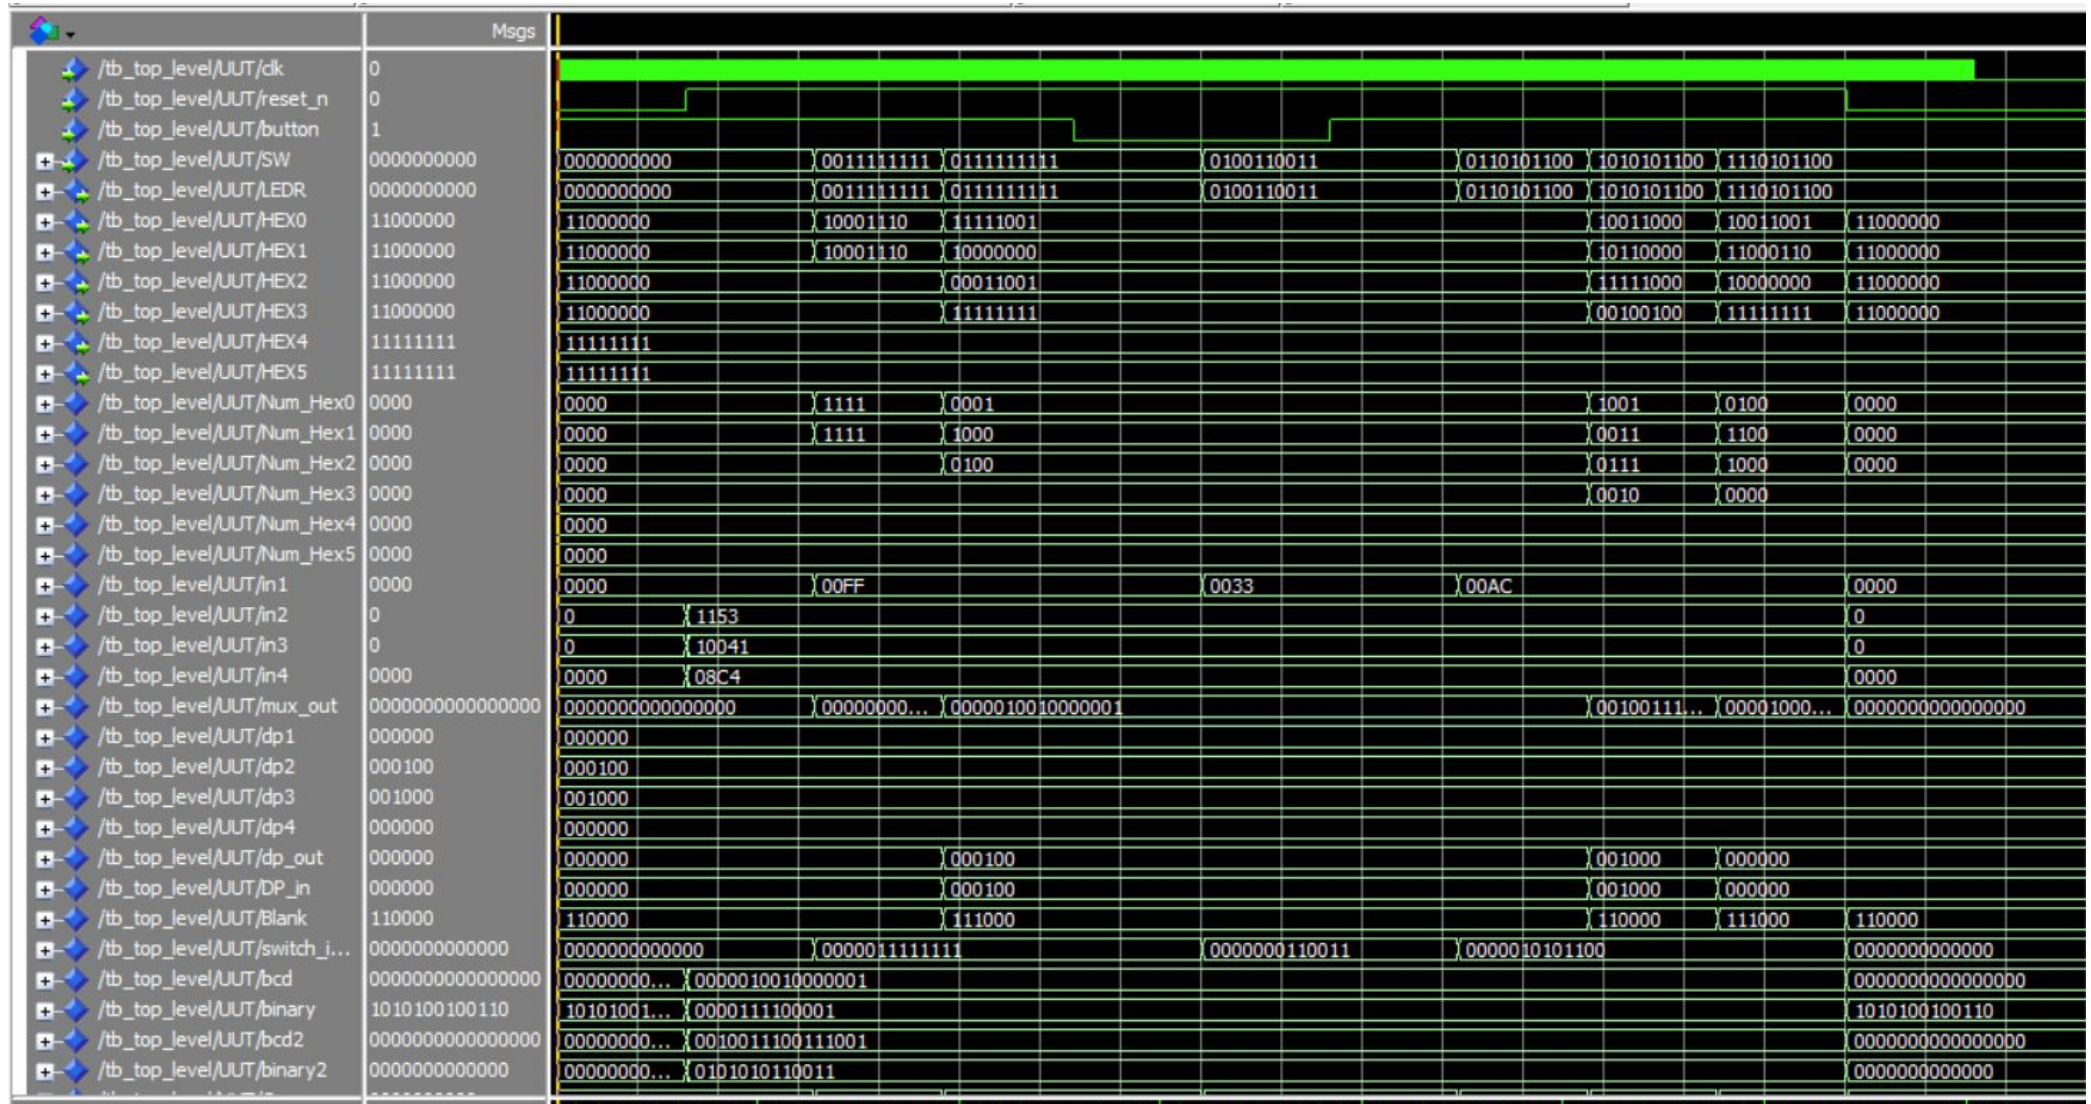 Msgs
/tb_top_level/UUT/clk 0
/tb_top_level/UUT/reset_n 0
/tb_top_level/UUT/button 1
/tb_top_level/UUT/SW 0000000000 0000000000 0011111111 0111111111 0100110011 0110101100 1010101100 1110101100
/tb_top_level/UUT/LEDR 0000000000 0000000000 0011111111 0111111111 0100110011 0110101100 1010101100 1110101100
/tb_top_level/UUT/HEX0 11000000 11000000 10001110 11111001 10011000 10011001 11000000
/tb_top_level/UUT/HEX1 11000000 11000000 10001110 10000000 10110000 11000110 11000000
/tb_top_level/UUT/HEX2 11000000 11000000 00011001 11111000 10000000 11000000
/tb_top_level/UUT/HEX3 11000000 11000000 11111111 00100100 11111111 11000000
/tb_top_level/UUT/HEX4 11111111 11111111
/tb_top_level/UUT/HEX5 11111111 11111111
/tb_top_level/UUT/Num_Hex0 0000 0000 1111 0001 1001 0100 0000
/tb_top_level/UUT/Num_Hex1 0000 0000 1111 1000 0011 1100 0000
/tb_top_level/UUT/Num_Hex2 0000 0000 0100 0111 1000 0000
/tb_top_level/UUT/Num_Hex3 0000 0000 0010 0000
/tb_top_level/UUT/Num_Hex4 0000 0000
/tb_top_level/UUT/Num_Hex5 0000 0000
/tb_top_level/UUT/in1 0000 0000 00FF 0033 00AC 0000
/tb_top_level/UUT/in2 0 0 1153 0
/tb_top_level/UUT/in3 0 0 10041 0
/tb_top_level/UUT/in4 0000 0000 08C4 0000
/tb_top_level/UUT/mux_out 0000000000000000 0000000000000000 00000000... 0000010010000001 00100111... 00001000... 0000000000000000
/tb_top_level/UUT/dp1 000000 000000
/tb_top_level/UUT/dp2 000100 000100
/tb_top_level/UUT/dp3 001000 001000
/tb_top_level/UUT/dp4 000000 000000
/tb_top_level/UUT/dp_out 000000 000000 000100 001000 000000
/tb_top_level/UUT/DP_in 000000 000000 000100 001000 000000
/tb_top_level/UUT/Blank 110000 110000 111000 110000 111000 110000
/tb_top_level/UUT/switch_i... 0000000000000 0000000000000 0000011111111 0000000110011 0000010101100 0000000000000
/tb_top_level/UUT/bcd 0000000000000000 00000000... 0000010010000001 0000000000000000
/tb_top_level/UUT/binary 1010100100110 10101001... 0000111100001 1010100100110
/tb_top_level/UUT/bcd2 0000000000000000 00000000... 0010011100111001 0000000000000000
/tb_top_level/UUT/binary2 0000000000000 00000000... 0101010110011 0000000000000